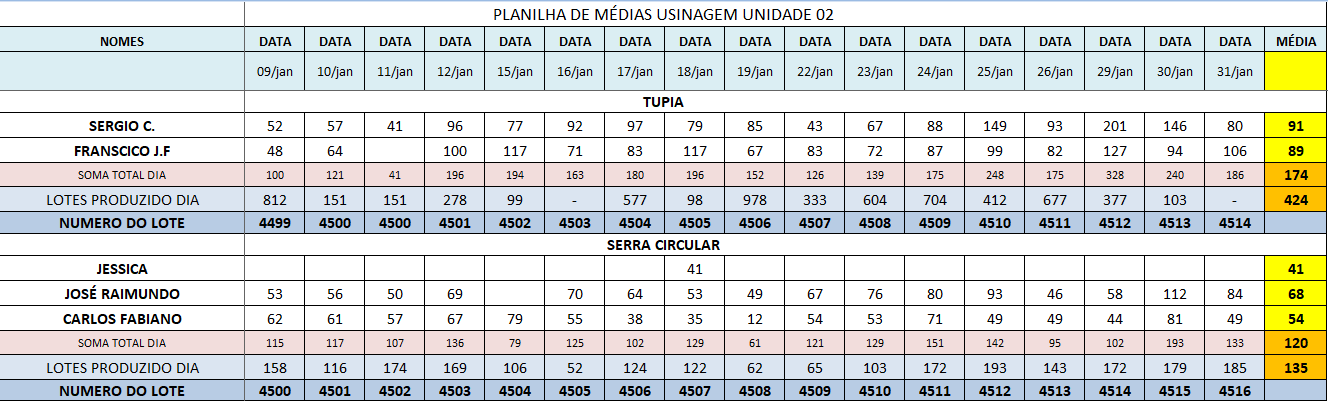 PLANILHA DE MÉDIAS USINAGEM UNIDADE 02
NOMES DATA DATA DATA DATA DATA DATA DATA DATA DATA DATA DATA DATA DATA DATA DATA DATA DATA MÉDIA
09/jan 10/jan 11/jan 12/jan 15/jan 16/jan 17/jan 18/jan 19/jan 22/jan 23/jan 24/jan 25/jan 26/jan 29/jan 30/jan 31/jan
TUPIA
SERGIO C. 52 57 41 96 77 92 97 79 85 43 67 88 149 93 201 146 80 91
FRANSCICO J.F 48 64 100 117 71 83 117 67 83 72 87 99 82 127 94 106 89
SOMA TOTAL DIA 100 121 41 196 194 163 180 196 152 126 139 175 248 175 328 240 186 174
LOTES PRODUZIDO DIA 812 151 151 278 99 - 577 98 978 333 604 704 412 677 377 103 - 424
NUMERO DO LOTE 4499 4500 4500 4501 4502 4503 4504 4505 4506 4507 4508 4509 4510 4511 4512 4513 4514
SERRA CIRCULAR
JESSICA 41 41
JOSÉ RAIMUNDO 53 56 50 69 70 64 53 49 67 76 80 93 46 58 112 84 68
CARLOS FABIANO 62 61 57 67 79 55 38 35 12 54 53 71 49 49 44 81 49 54
SOMA TOTAL DIA 115 117 107 136 79 125 102 129 61 121 129 151 142 95 102 193 133 120
LOTES PRODUZIDO DIA 158 116 174 169 106 52 124 122 62 65 103 172 193 143 172 179 185 135
NUMERO DO LOTE 4500 4501 4502 4503 4504 4505 4506 4507 4508 4509 4510 4511 4512 4513 4514 4515 4516